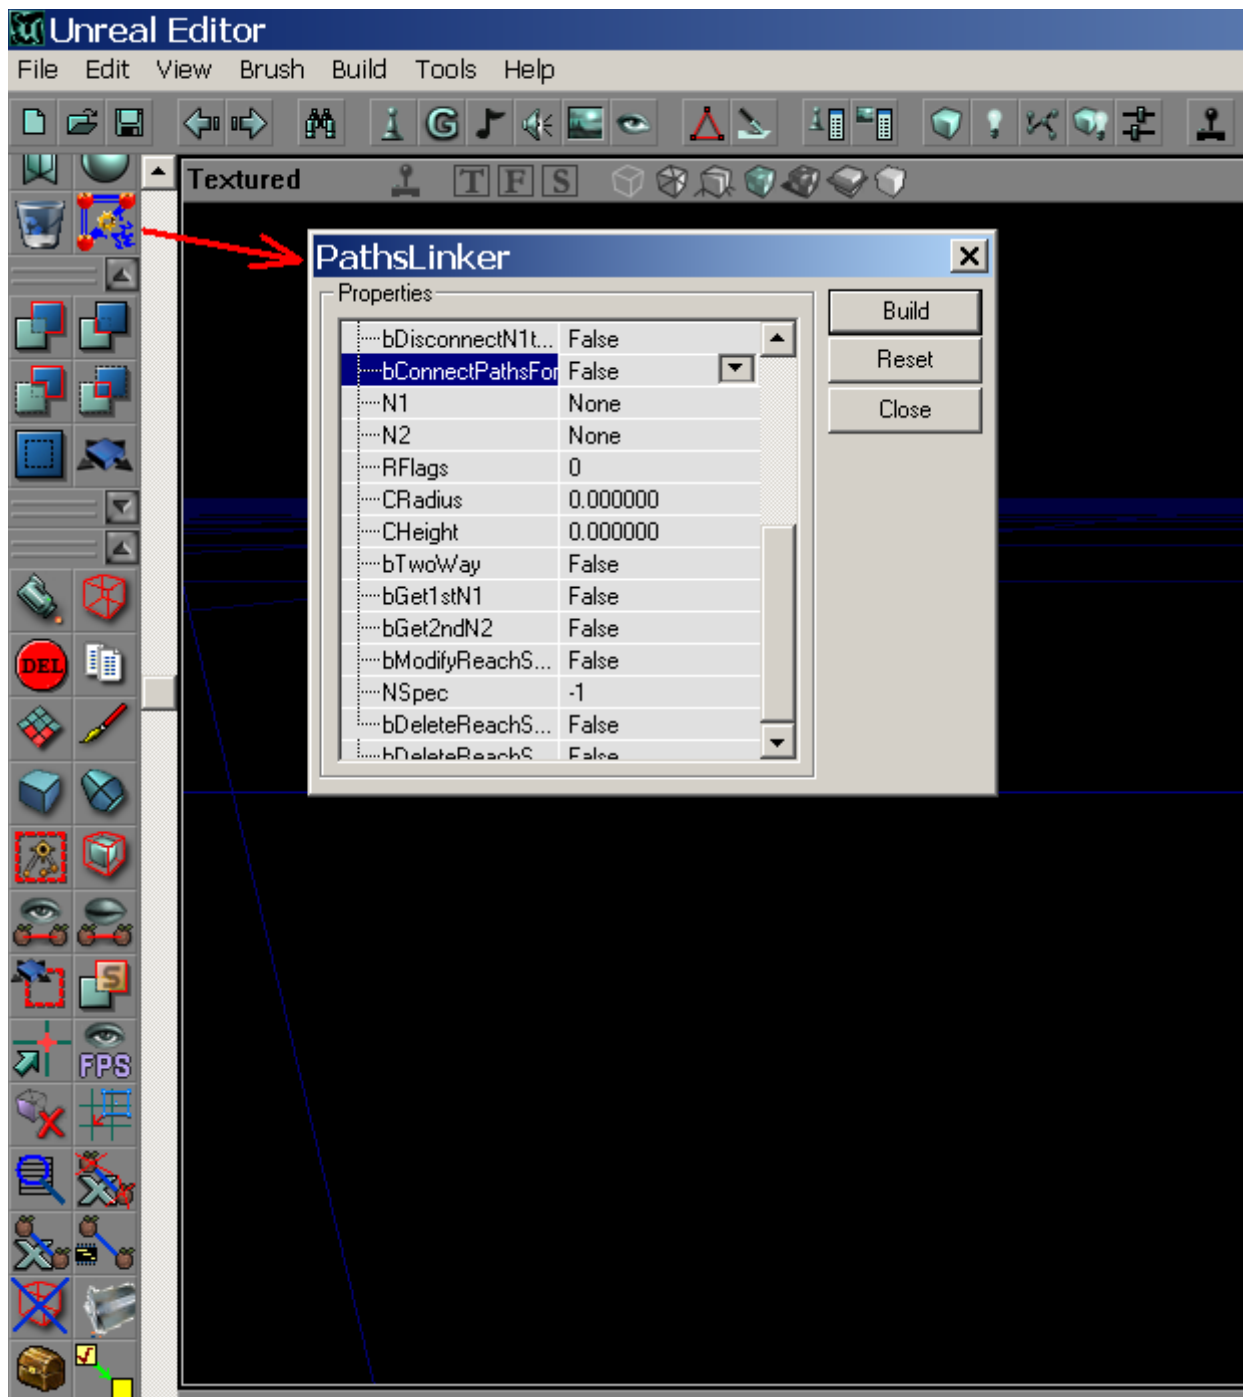 Unreal Editor
File Edit View Brush Build Tools Help
G
Textured T F S
PathsLinker
Properties
Build
Reset
Close
bDisconnectN1t... False
bConnectPathsFor False
N1 None
N2 None
RFlags 0
CRadius 0.000000
CHeight 0.000000
bTwoWay False
bGet1stN1 False
bGet2ndN2 False
bModifyReachS... False
NSpec -1
bDeleteReachS... False
bDeleteReachS False
DEL
S
FPS